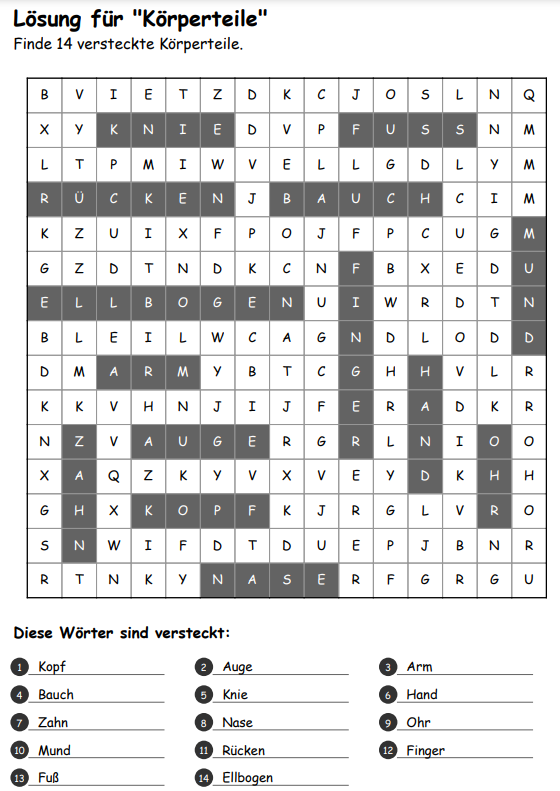 Lösung für "Körperteile"
Finde 14 versteckte Körperteile.
B V I E T Z D K C J O S L N Q
X Y K N I E D V P F U S S N M
L T P M I W V E L L G D L Y M
R Ü C K E N J B A U C H C I M
K Z U I X F P O J F P C U G M
G Z D T N D K C N F B X E D U
E L L B O G E N U I W R D T N
B L E I L W C A G N D L O D D
D M A R M Y B T C G H H V L R
K K V H N J I J F E R A D K R
N Z V A U G E R G R L N I O O
X A Q Z K Y V X V E Y D K H H
G H X K O P F K J R G L V R O
S N W I F D T D U E P J B N R
R T N K Y N A S E R F G R G U
Diese Wörter sind versteckt:
1 Kopf 2 Auge 3 Arm
4 Bauch 5 Knie 6 Hand
7 Zahn 8 Nase 9 Ohr
10 Mund 11 Rücken 12 Finger
13 Fuß 14 Ellbogen